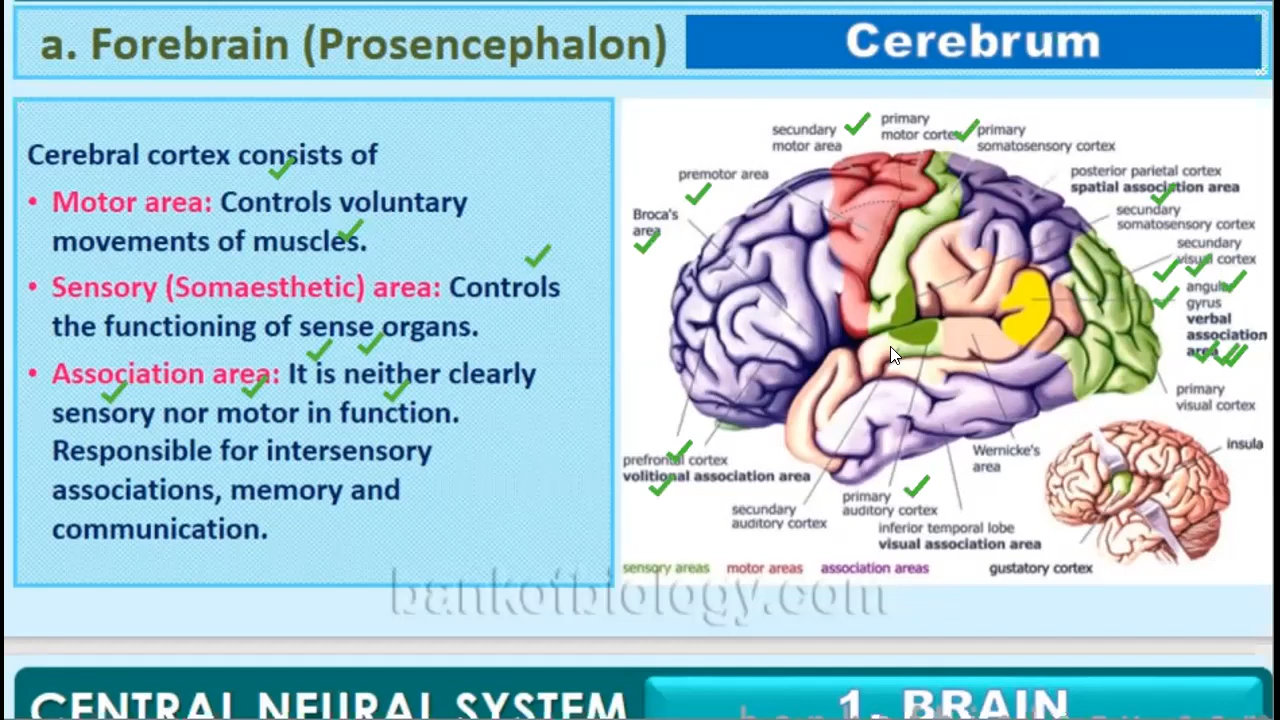 a. Forebrain (Prosencephalon)
Cerebrum
Cerebral cortex consists of
• Motor area: Controls voluntary
movements of muscles.
• Sensory (Somaesthetic) area: Controls
the functioning of sense organs.
• Association area: It is neither clearly
sensory nor motor in function.
Responsible for intersensory
associations, memory and
communication.
secundary
motor area
primary
motor cortex
primary
somatosensory cortex
premotor area
posterior parietal cortex
spatial association area
Broca's
area
secundary
somatosensory cortex
secundary
visual cortex
angular
gyrus
verbal
association
area
primary
visual cortex
insula
Wernicke's
area
prefrontal cortex
volitional association area
primary
auditory cortex
secundary
auditory cortex
inferior temporal lobe
visual association area
sensory areas
motor areas
association areas
gustatory cortex
bankofbiology.com
CENTRAL NEURAL SYSTEM
1. BRAIN